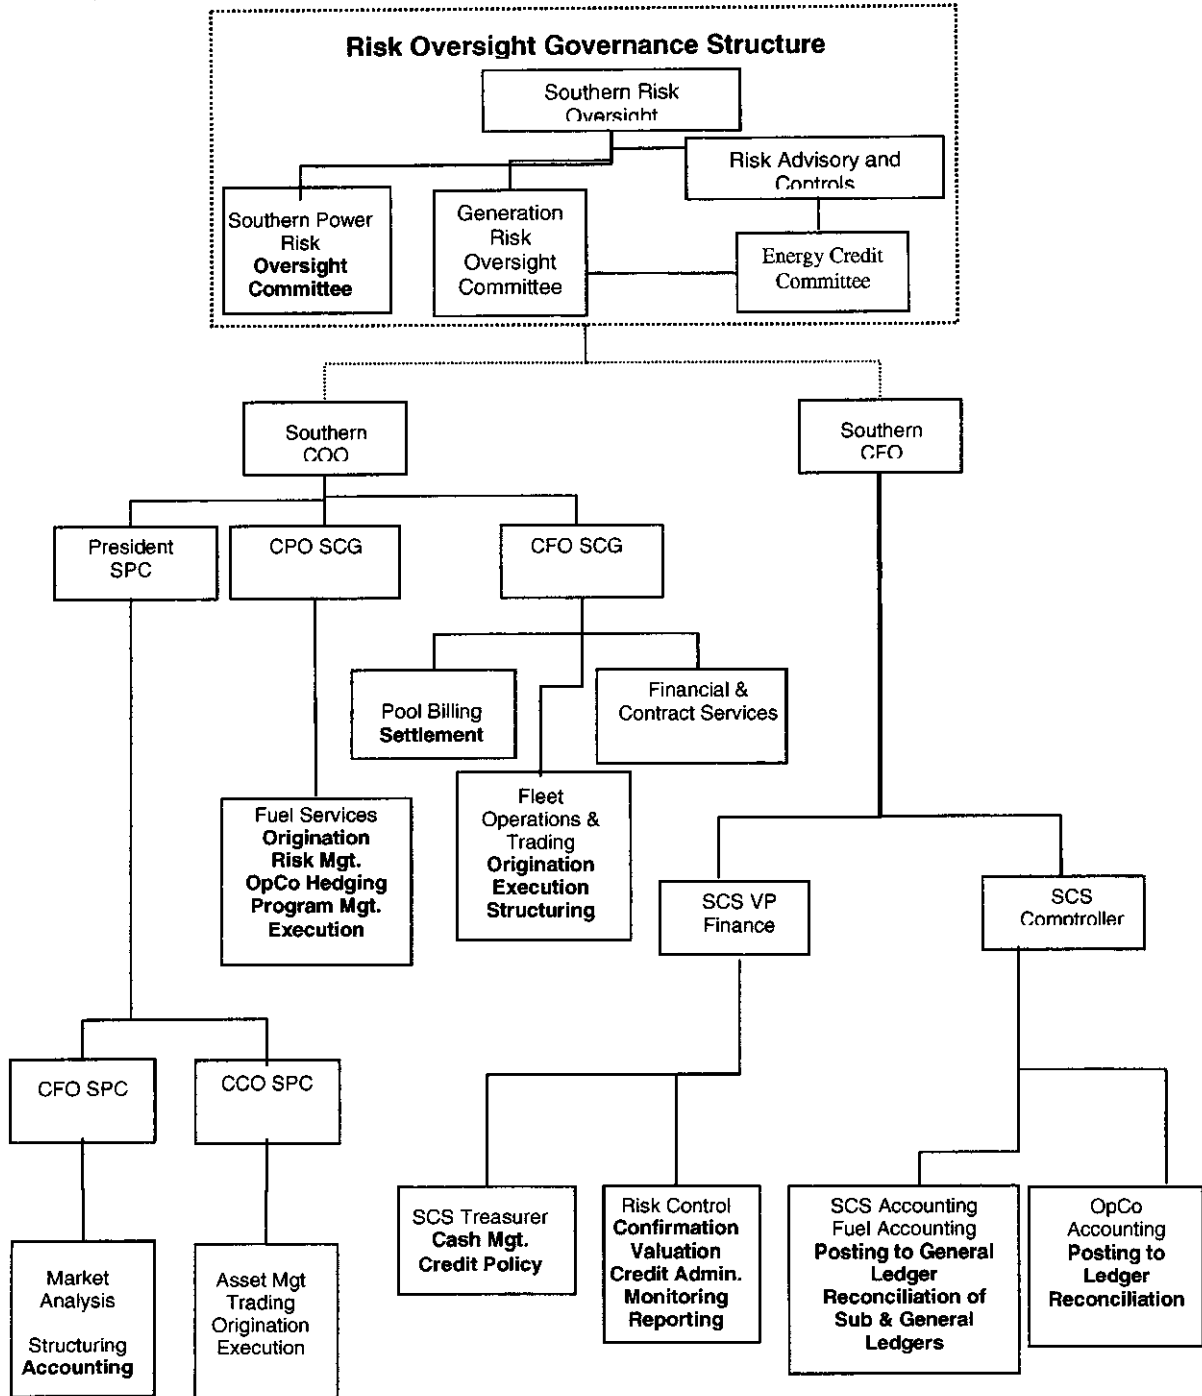 Risk Oversight Governance Structure
Southern Risk
Oversight
Risk Advisory and
Controls
Southern Power
Risk
Oversight
Committee
Generation
Risk
Oversight
Committee
Energy Credit
Committee
Southern
COO
Southern
CFO
President
SPC
CPO SCG
CFO SCG
Pool Billing
Settlement
Financial &
Contract Services
Fuel Services
Origination
Risk Mgt.
OpCo Hedging
Program Mgt.
Execution
Fleet
Operations &
Trading
Origination
Execution
Structuring
SCS VP
Finance
SCS
Comptroller
CFO SPC
CCO SPC
SCS Treasurer
Cash Mgt.
Credit Policy
Risk Control
Confirmation
Valuation
Credit Admin.
Monitoring
Reporting
SCS Accounting
Fuel Accounting
Posting to General
Ledger
Reconciliation of
Sub & General
Ledgers
OpCo
Accounting
Posting to
Ledger
Reconciliation
Market
Analysis
Structuring
Accounting
Asset Mgt
Trading
Origination
Execution